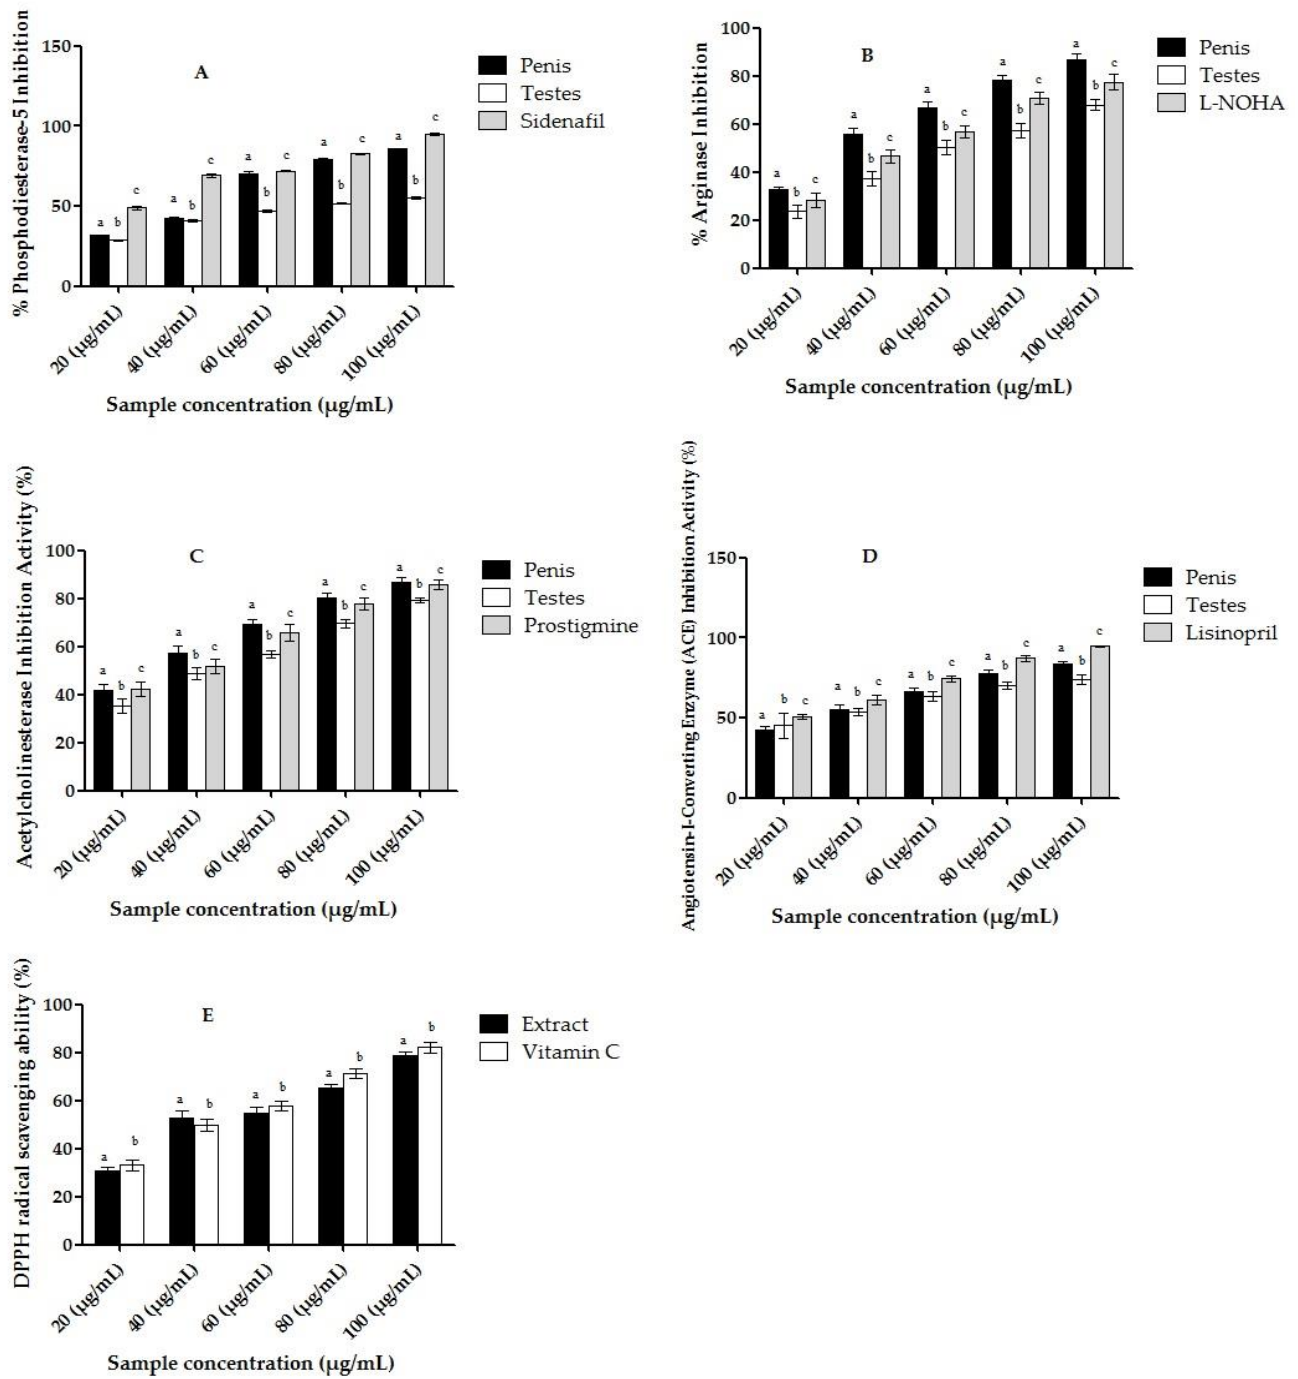 % Phosphodiesterase-5 Inhibition
150
100
50
0
A
Penis
Testes
Sidenafil
a b c
a b c
a b c
a b c
a b c
20 (µg/mL)
40 (µg/mL)
60 (µg/mL)
80 (µg/mL)
100 (µg/mL)
Sample concentration (µg/mL)
% Arginase Inhibition
100
80
60
40
20
0
B
Penis
Testes
L-NOHA
a b c
a b c
a b c
a b c
a b c
20 (µg/mL)
40 (µg/mL)
60 (µg/mL)
80 (µg/mL)
100 (µg/mL)
Sample concentration (µg/mL)
Acetylcholinesterase Inhibition Activity (%)
100
80
60
40
20
0
C
Penis
Testes
Prostigmine
a b c
a b c
a b c
a b c
a b c
20 (µg/mL)
40 (µg/mL)
60 (µg/mL)
80 (µg/mL)
100 (µg/mL)
Sample concentration (µg/mL)
Angiotensin-I-Converting Enzyme (ACE) Inhibition Activity (%)
150
100
50
0
D
Penis
Testes
Lisinopril
a b c
a b c
a b c
a b c
a b c
20 (µg/mL)
40 (µg/mL)
60 (µg/mL)
80 (µg/mL)
100 (µg/mL)
Sample concentration (µg/mL)
DPPH radical scavenging ability (%)
100
80
60
40
20
0
E
Extract
Vitamin C
a b
a b
a b
a b
a b
20 (µg/mL)
40 (µg/mL)
60 (µg/mL)
80 (µg/mL)
100 (µg/mL)
Sample concentration (µg/mL)